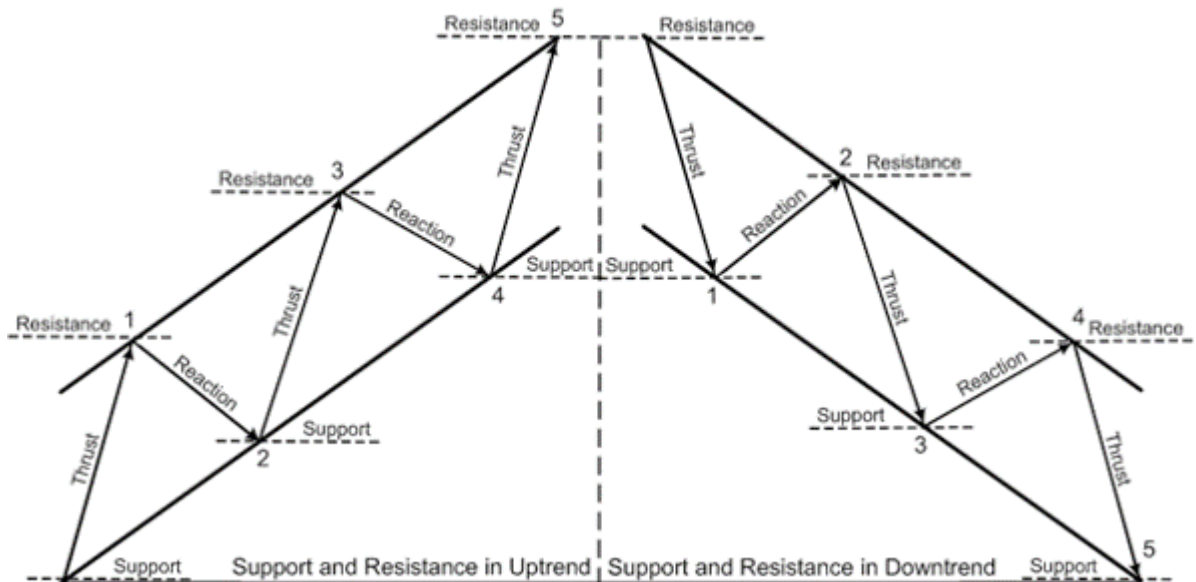 5
Resistance
Resistance
Thrust
Thrust
3
2
Resistance
Resistance
Reaction
Reaction
Support
Support
4
1
1
4
Resistance
Resistance
Thrust
Thrust
Reaction
Reaction
Support
Support
2
3
Thrust
Thrust
5
Support
Support and Resistance in Uptrend
Support and Resistance in Downtrend
Support